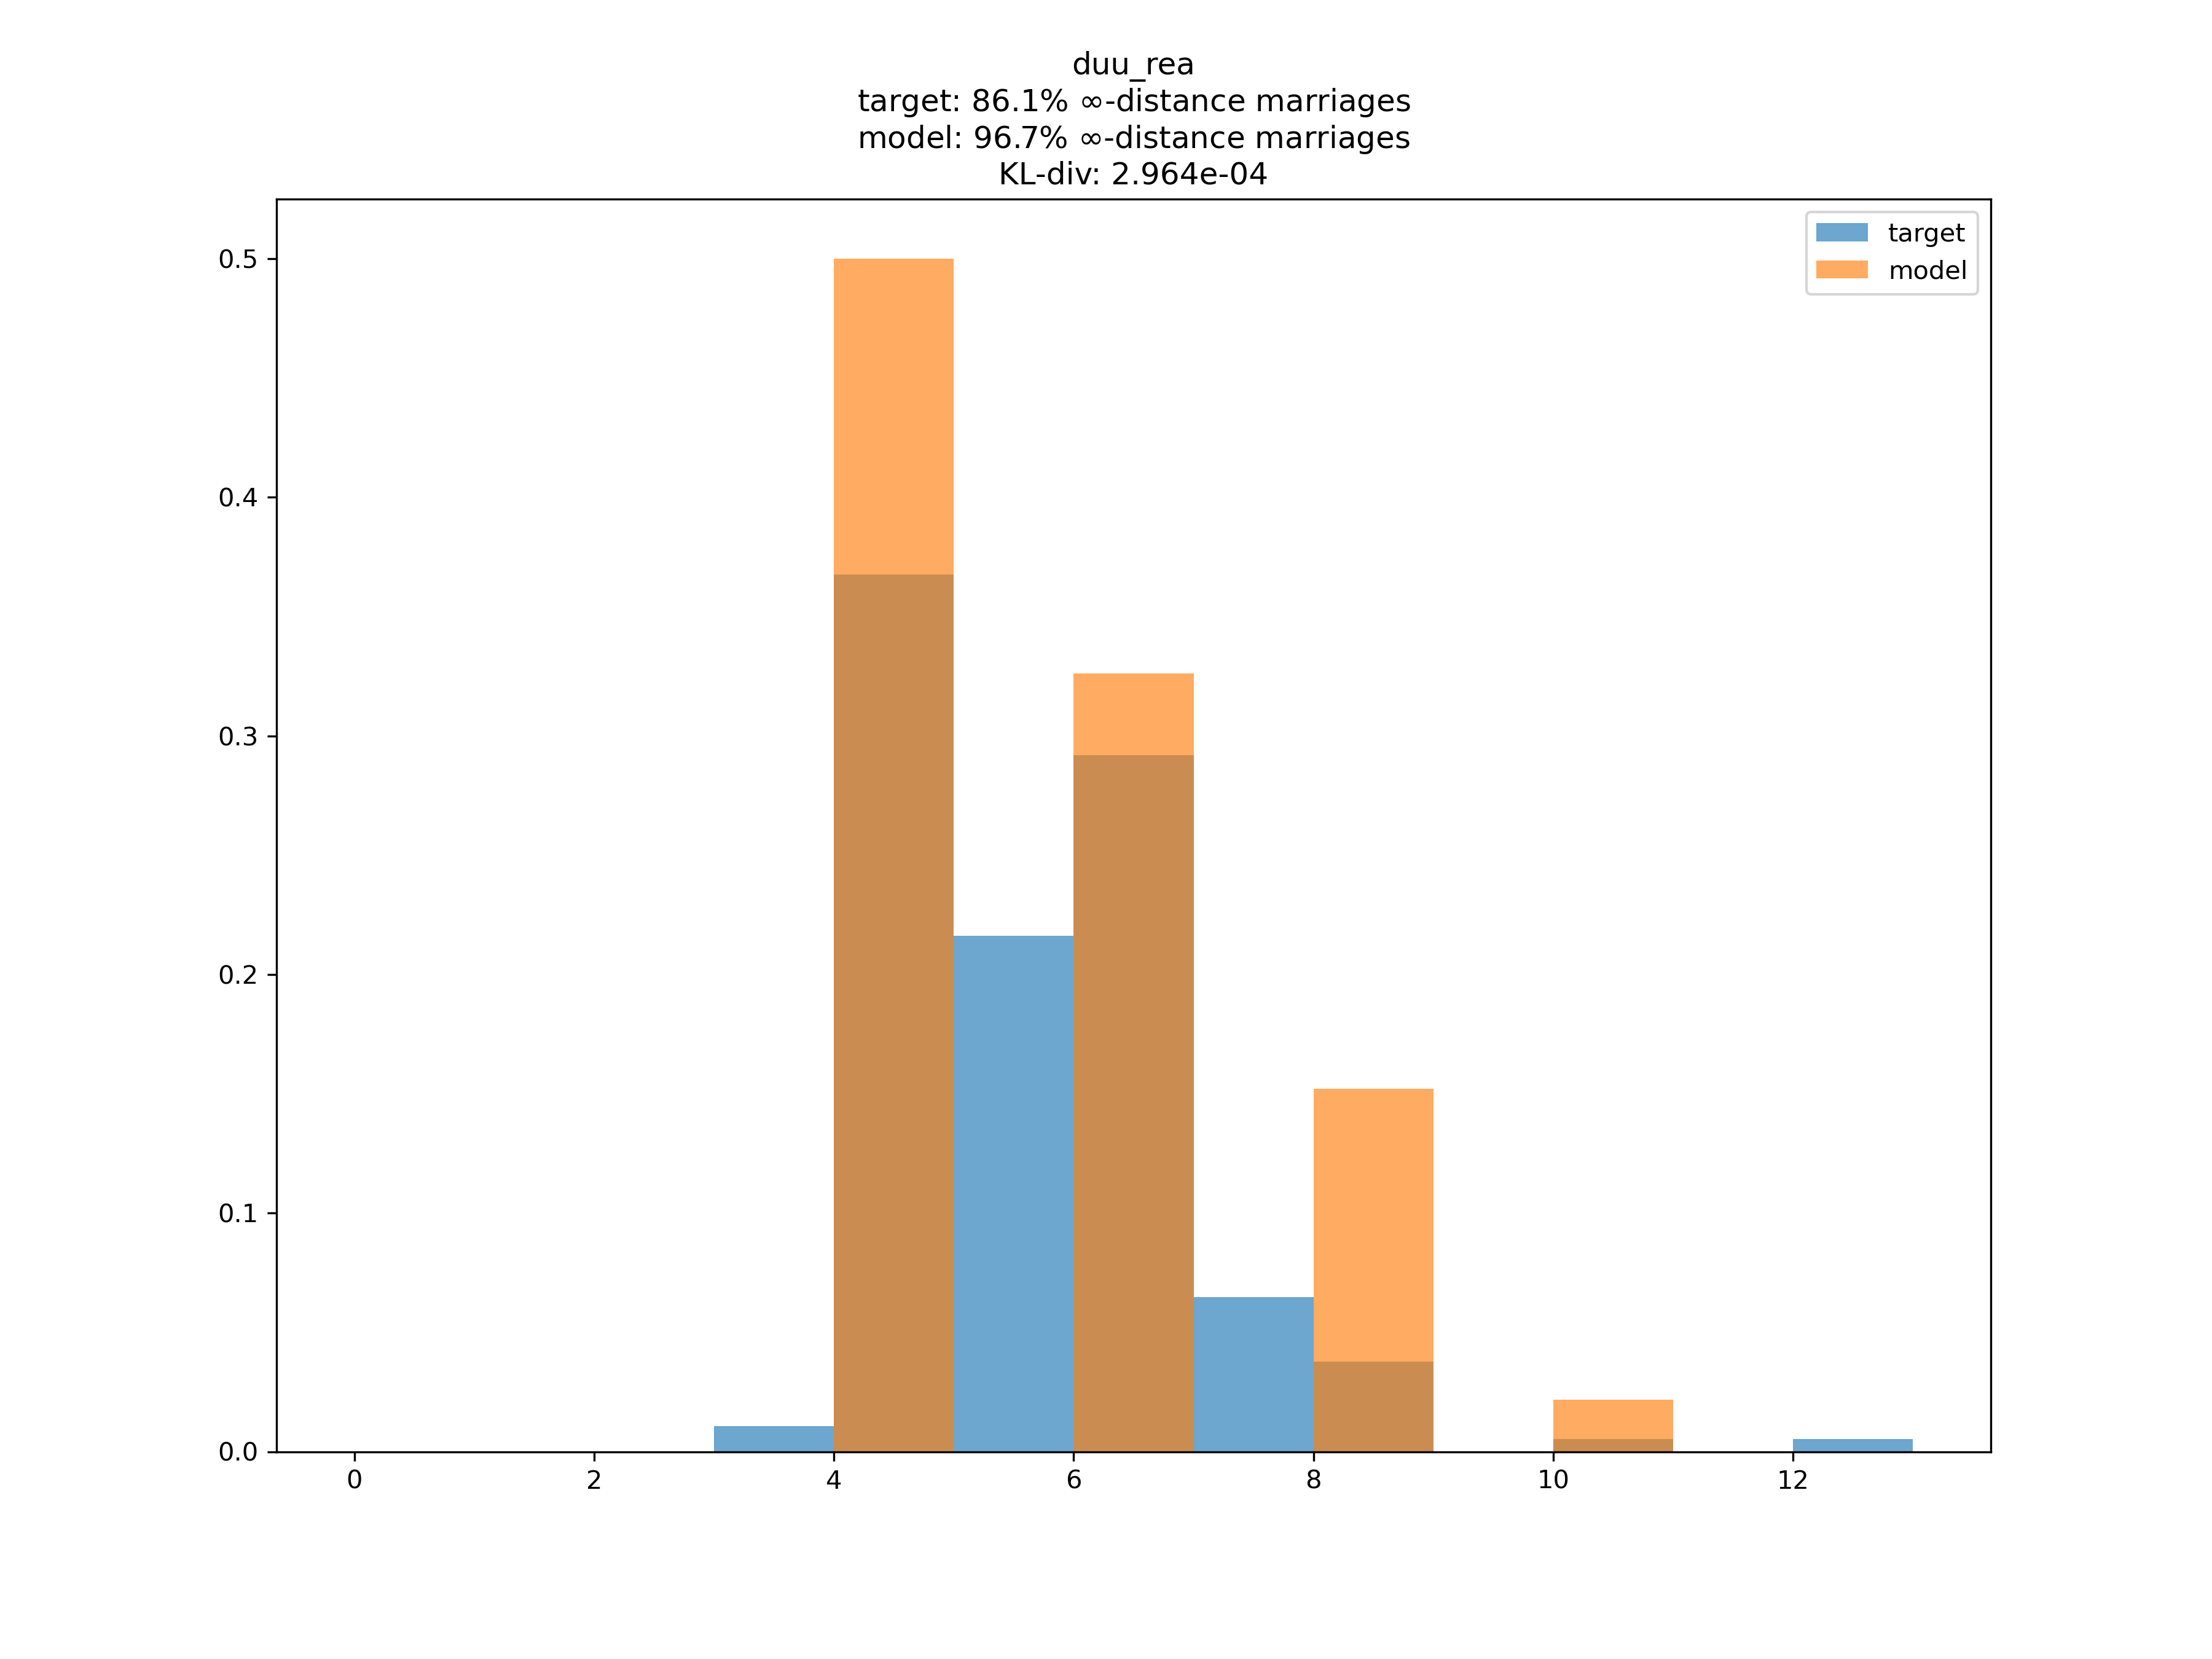 duu_rea
target: 86.1% ∞-distance marriages
model: 96.7% ∞-distance marriages
KL-div: 2.964e-04
target
model
0.5
0.4
0.3
0.2
0.1
0.0
0 2 4 6 8 10 12